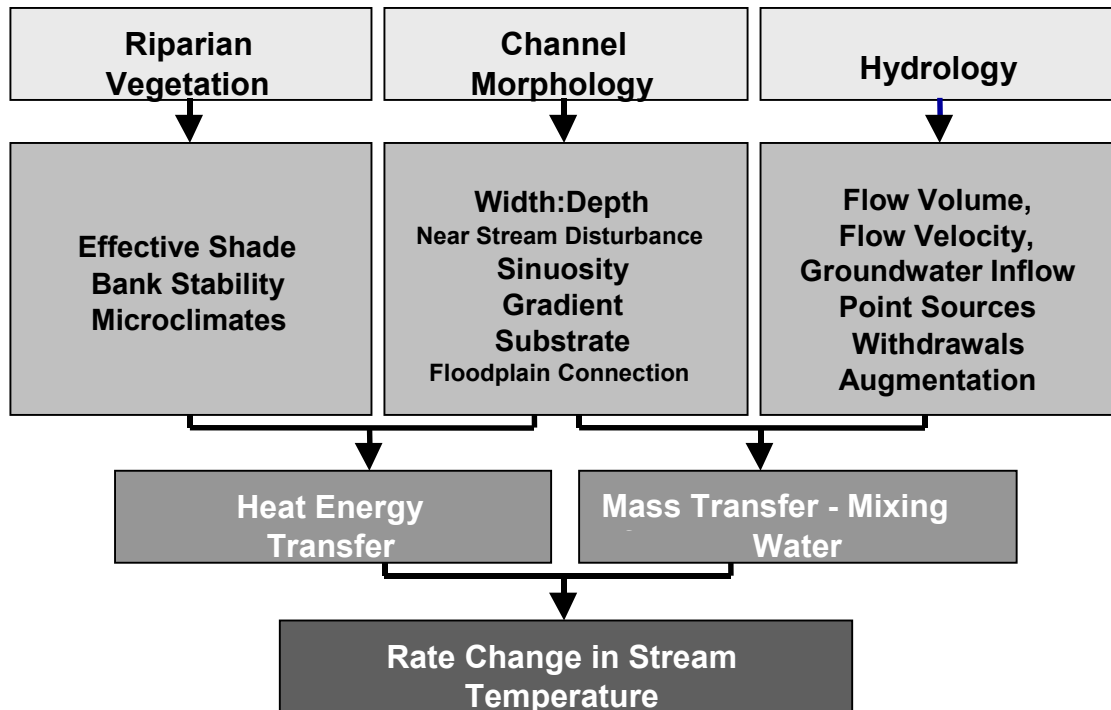 Riparian
Vegetation
Channel
Morphology
Hydrology
Effective Shade
Bank Stability
Microclimates
Width:Depth
Near Stream Disturbance
Sinuosity
Gradient
Substrate
Floodplain Connection
Flow Volume,
Flow Velocity,
Groundwater Inflow
Point Sources
Withdrawals
Augmentation
Heat Energy
Transfer
Mass Transfer - Mixing
Water
Rate Change in Stream
Temperature